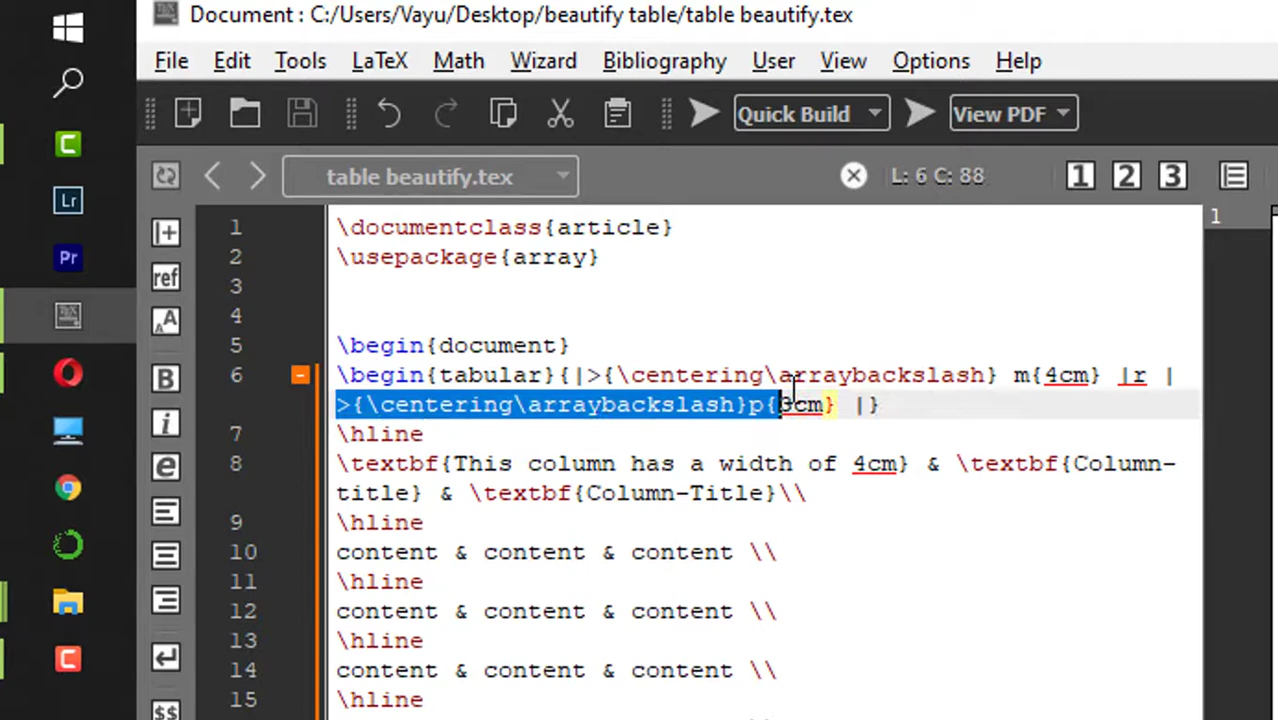 Document : C:/Users/Vayu/Desktop/beautify table/table beautify.tex
File Edit Tools LaTeX Math Wizard Bibliography User View Options Help
Quick Build View PDF
table beautify.tex L: 6 C: 88 1 2 3
1 \documentclass{article} 1
2 \usepackage{array}
3
4
5 \begin{document}
6 \begin{tabular}{|>{\centering\arraybackslash} m{4cm} |r |
>{\centering\arraybackslash}p{3cm} |}
7 \hline
8 \textbf{This column has a width of 4cm} & \textbf{Column-
title} & \textbf{Column-Title}\\
9 \hline
10 content & content & content \\
11 \hline
12 content & content & content \\
13 \hline
14 content & content & content \\
15 \hline
Lr
Pr
TEX
ref
A A
B
i
e
$$
C
C